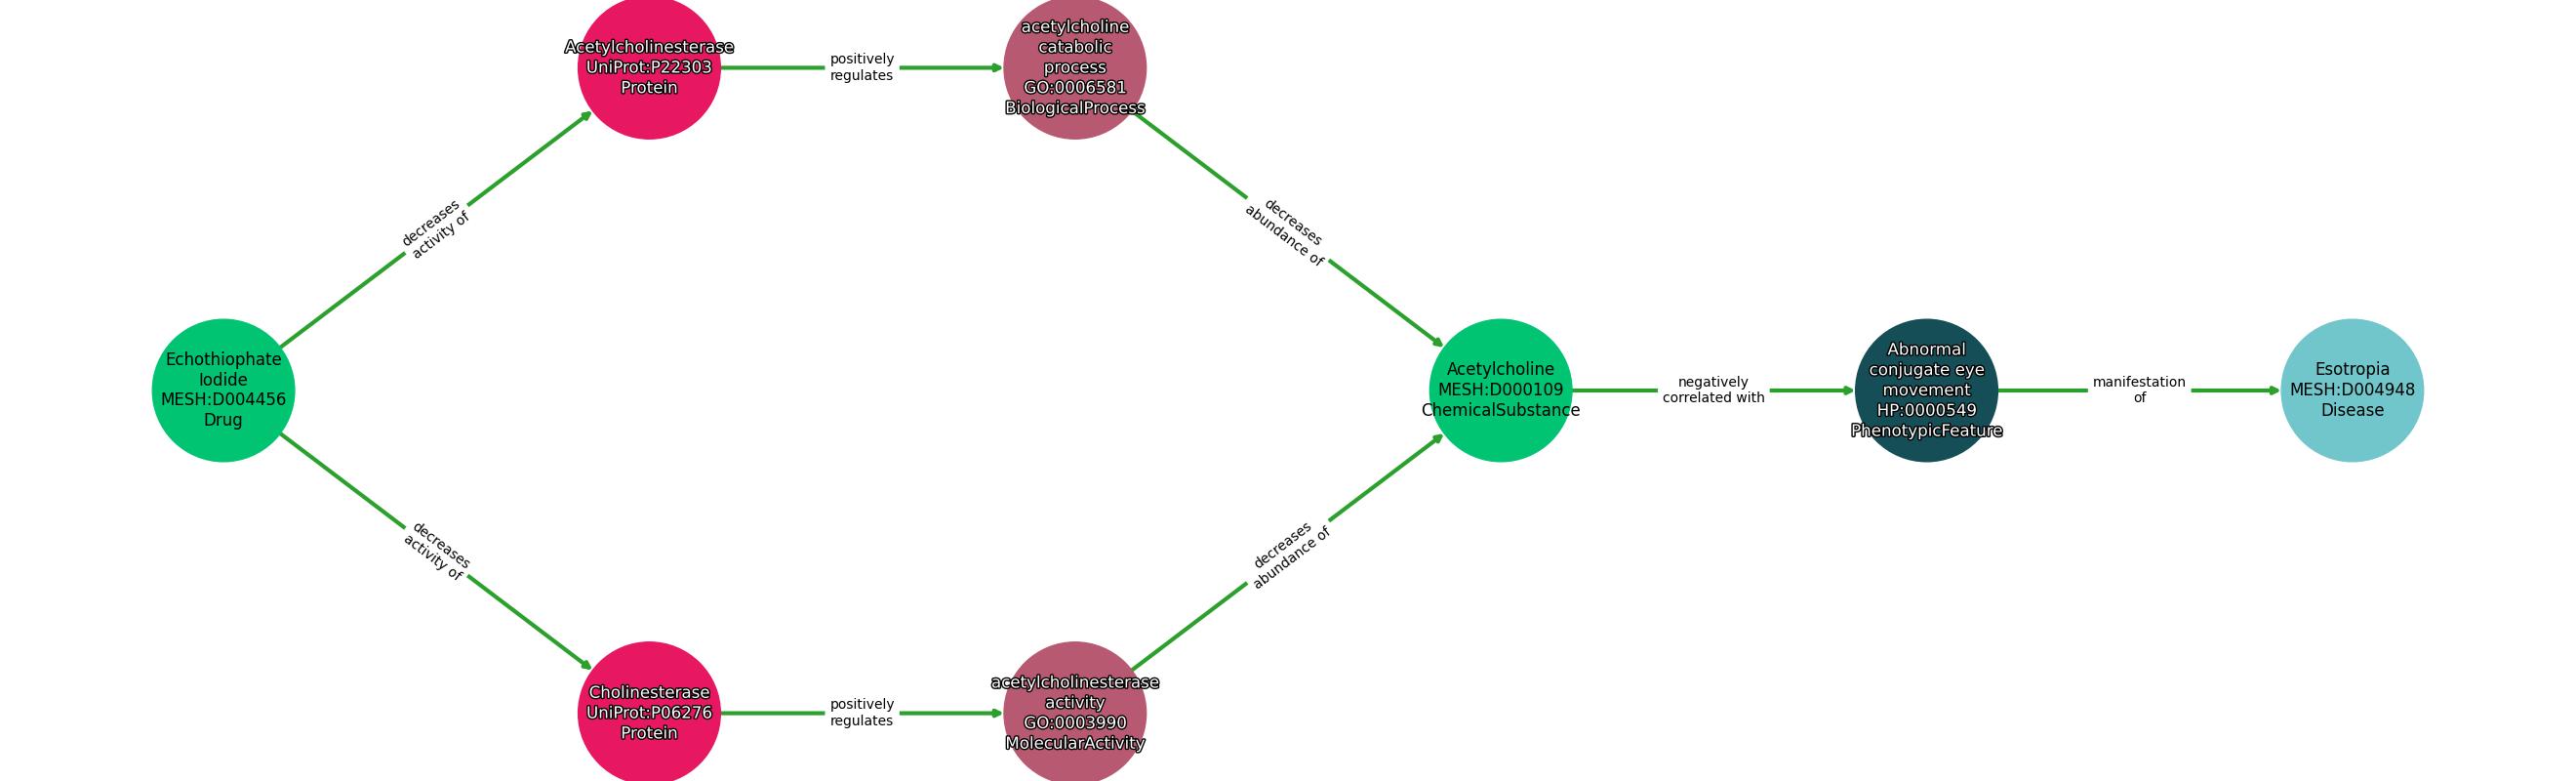 Acetylcholinesterase
UniProt:P22303
Protein
positively
regulates
acetylcholine
catabolic
process
GO:0006581
BiologicalProcess
decreases
activity of
decreases
abundance of
Echothiophate
Iodide
MESH:D004456
Drug
Acetylcholine
MESH:D000109
ChemicalSubstance
negatively
correlated with
Abnormal
conjugate eye
movement
HP:0000549
PhenotypicFeature
manifestation
of
Esotropia
MESH:D004948
Disease
decreases
activity of
decreases
abundance of
Cholinesterase
UniProt:P06276
Protein
positively
regulates
acetylcholinesterase
activity
GO:0003990
MolecularActivity